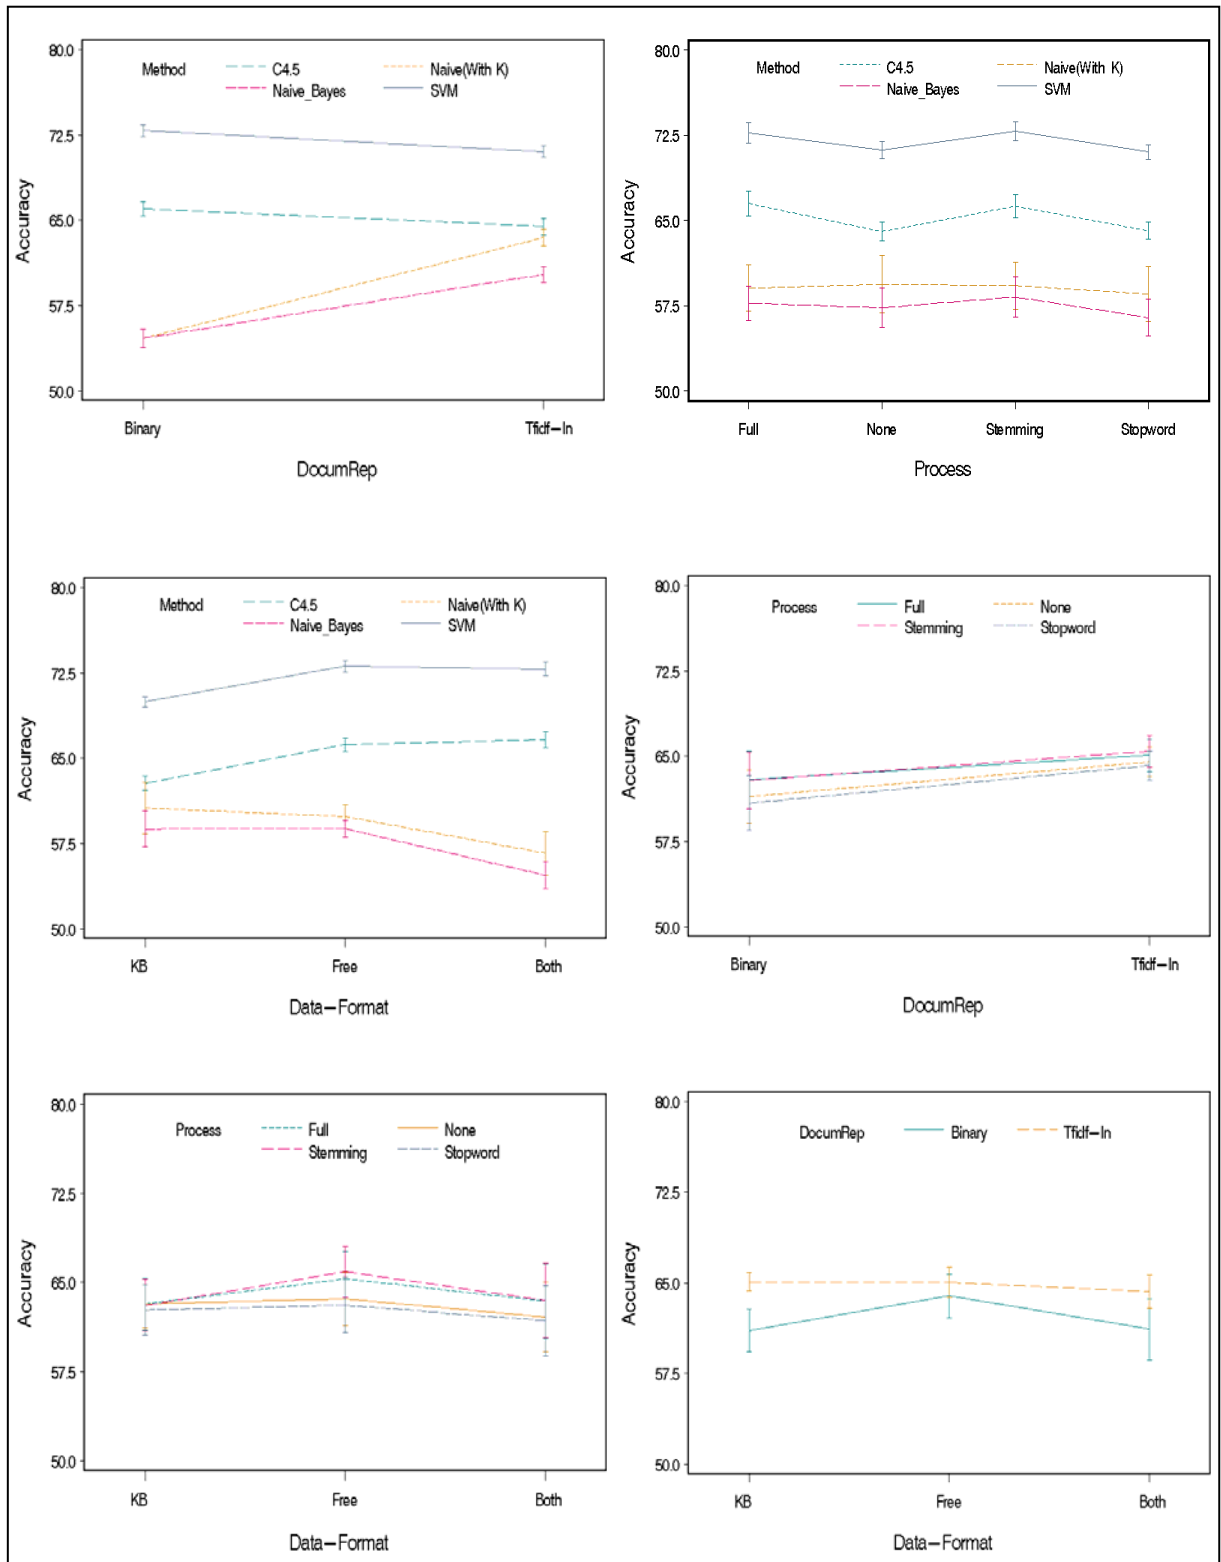 80.0
Method C4.5 Naive(With K)
Naive_Bayes SVM
72.5
65.0
57.5
50.0
Accuracy
Binary Tfidf-ln
DocumRep
80.0
Method C4.5 Naive(With K)
Naive_Bayes SVM
72.5
65.0
57.5
50.0
Accuracy
Full None Stemming Stopword
Process
80.0
Method C4.5 Naive(With K)
Naive_Bayes SVM
72.5
65.0
57.5
50.0
Accuracy
KB Free Both
Data-Format
80.0
Process Full None
Stemming Stopword
72.5
65.0
57.5
50.0
Accuracy
Binary Tfidf-ln
DocumRep
80.0
Process Full None
Stemming Stopword
72.5
65.0
57.5
50.0
Accuracy
KB Free Both
Data-Format
80.0
DocumRep Binary Tfidf-ln
72.5
65.0
57.5
50.0
Accuracy
KB Free Both
Data-Format